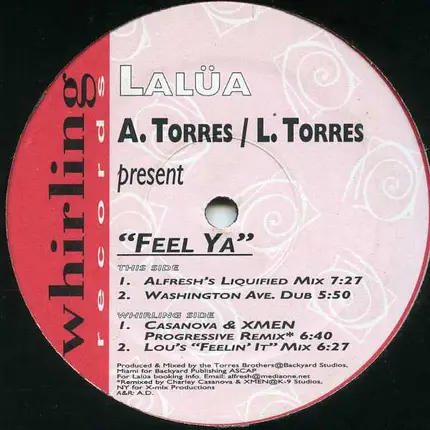 whirling
records
LALÜA
A. TORRES / L. TORRES
present
"FEEL YA"
THIS SIDE
1. ALFRESH'S LIQUIFIED MIX 7:27
2. WASHINGTON AVE. DUB 5:50
WHIRLING SIDE
1. CASANOVA & XMEN
PROGRESSIVE REMIX* 6:40
2. LOU'S "FEELIN' IT" MIX 6:27
Produced & Mixed by the Torres Brothers@Backyard Studios,
Miami for Backyard Publishing ASCAP
For Lalüa booking Info. Email: alfresh@mediaone.net
*Remixed by Charley Casanova & XMEN@K-9 Studios,
NY for X-mix Productions
A&R: A.D.